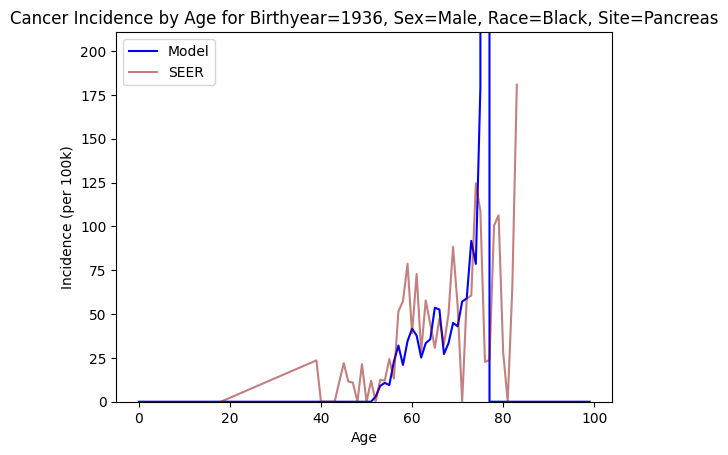 Cancer Incidence by Age for Birthyear=1936, Sex=Male, Race=Black, Site=Pancreas
Model
SEER
200
175
150
125
100
75
50
25
0
Incidence (per 100k)
0 20 40 60 80 100
Age